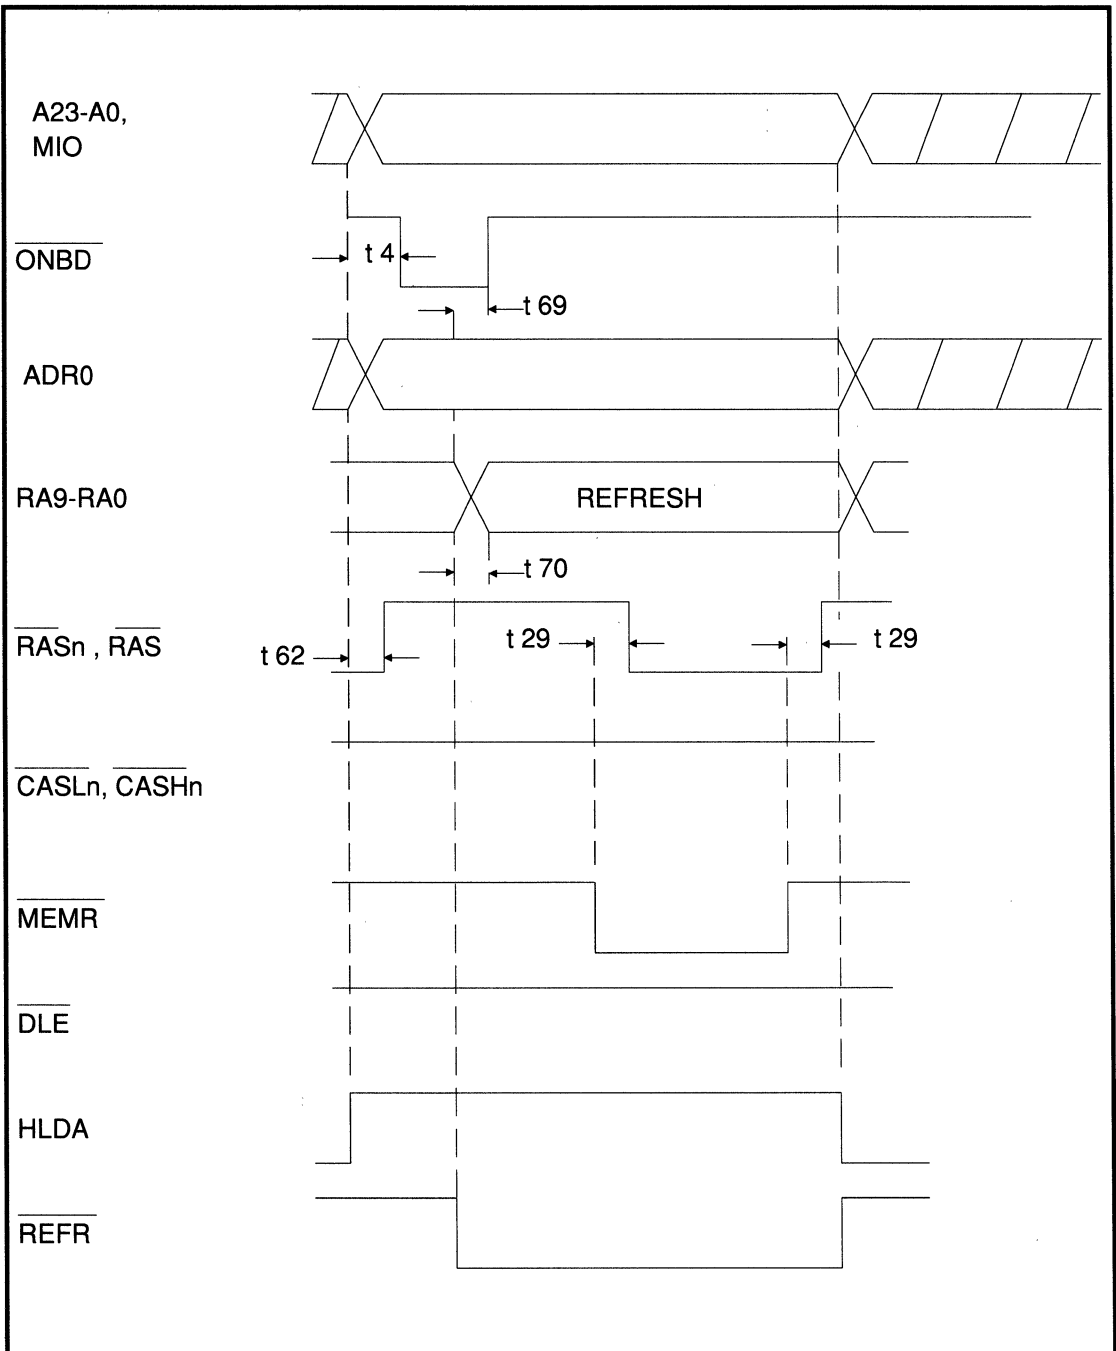 A23-A0,
MIO
ONBD
t 4
t 69
ADR0
RA9-RA0
REFRESH
t 70
RASn , RAS
t 62
t 29
t 29
CASLn, CASHn
MEMR
DLE
HLDA
REFR